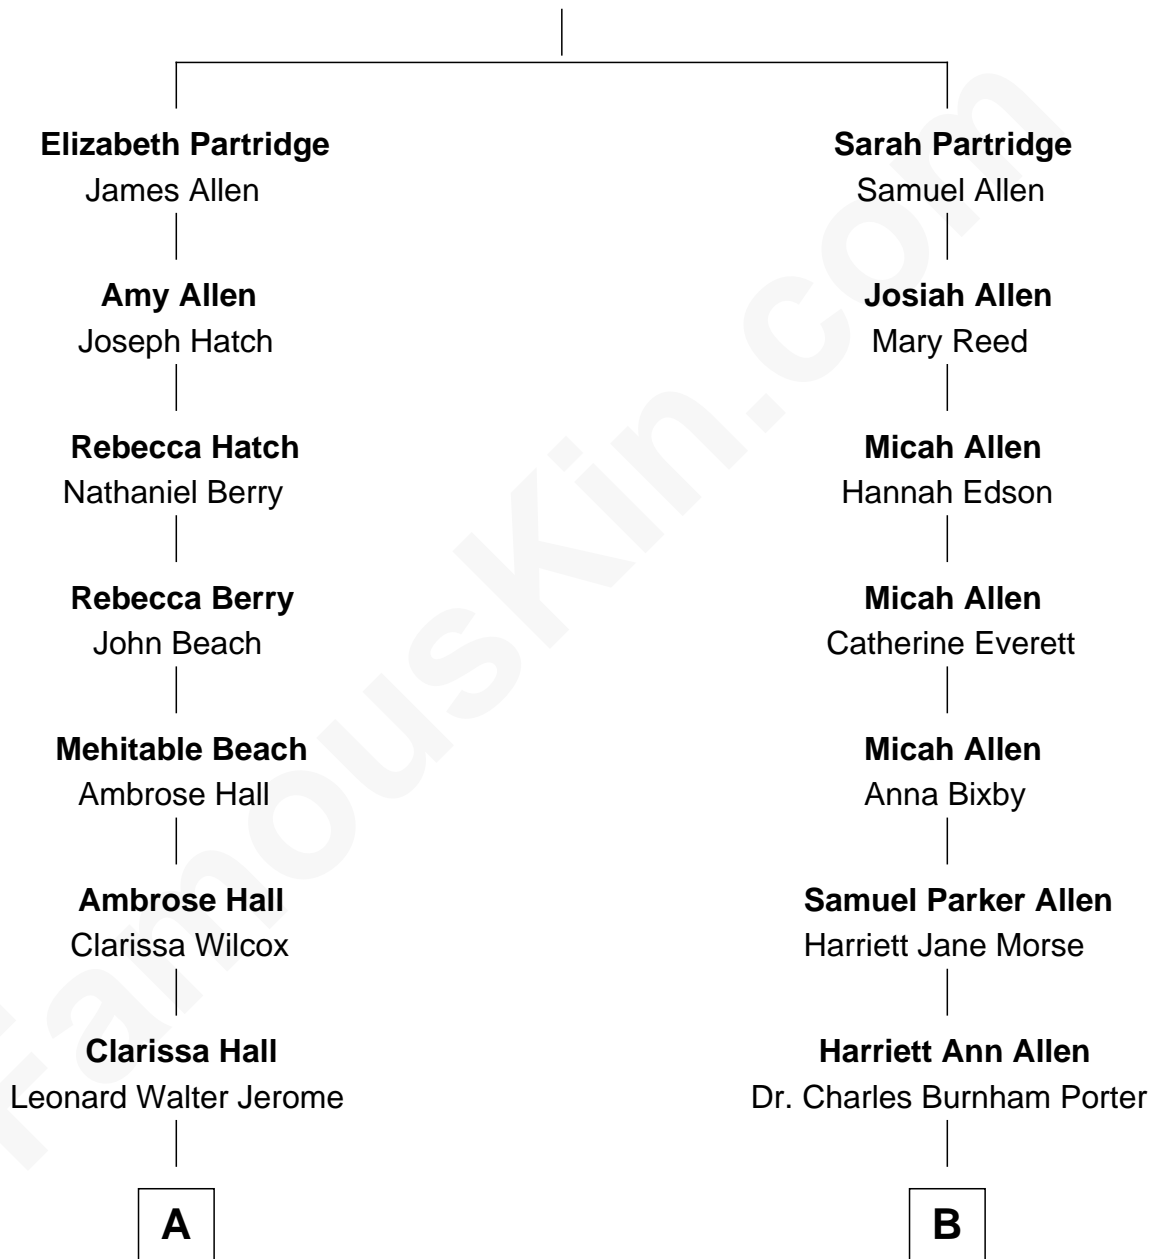 Elizabeth Partridge
James Allen
Amy Allen
Joseph Hatch
Rebecca Hatch
Nathaniel Berry
Rebecca Berry
John Beach
Mehitable Beach
Ambrose Hall
Ambrose Hall
Clarissa Wilcox
Clarissa Hall
Leonard Walter Jerome
A
Sarah Partridge
Samuel Allen
Josiah Allen
Mary Reed
Micah Allen
Hannah Edson
Micah Allen
Catherine Everett
Micah Allen
Anna Bixby
Samuel Parker Allen
Harriett Jane Morse
Harriett Ann Allen
Dr. Charles Burnham Porter
B
FamousKin.com